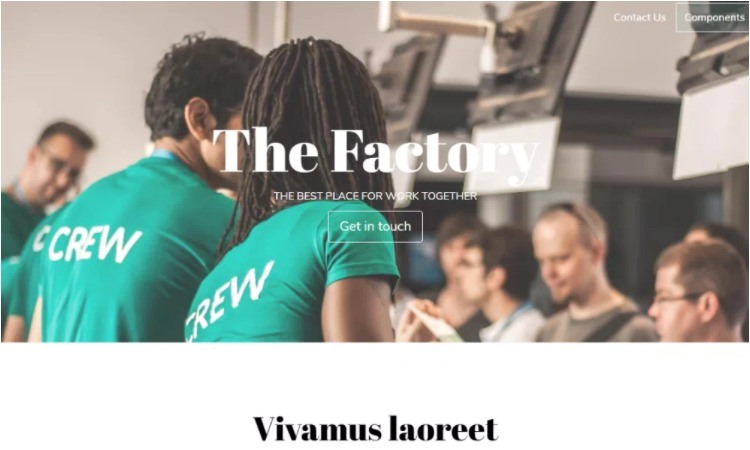 Contact Us
Components
The Factory
THE BEST PLACE FOR WORK TOGETHER
Get in touch
C CREW
CREW
Vivamus laoreet